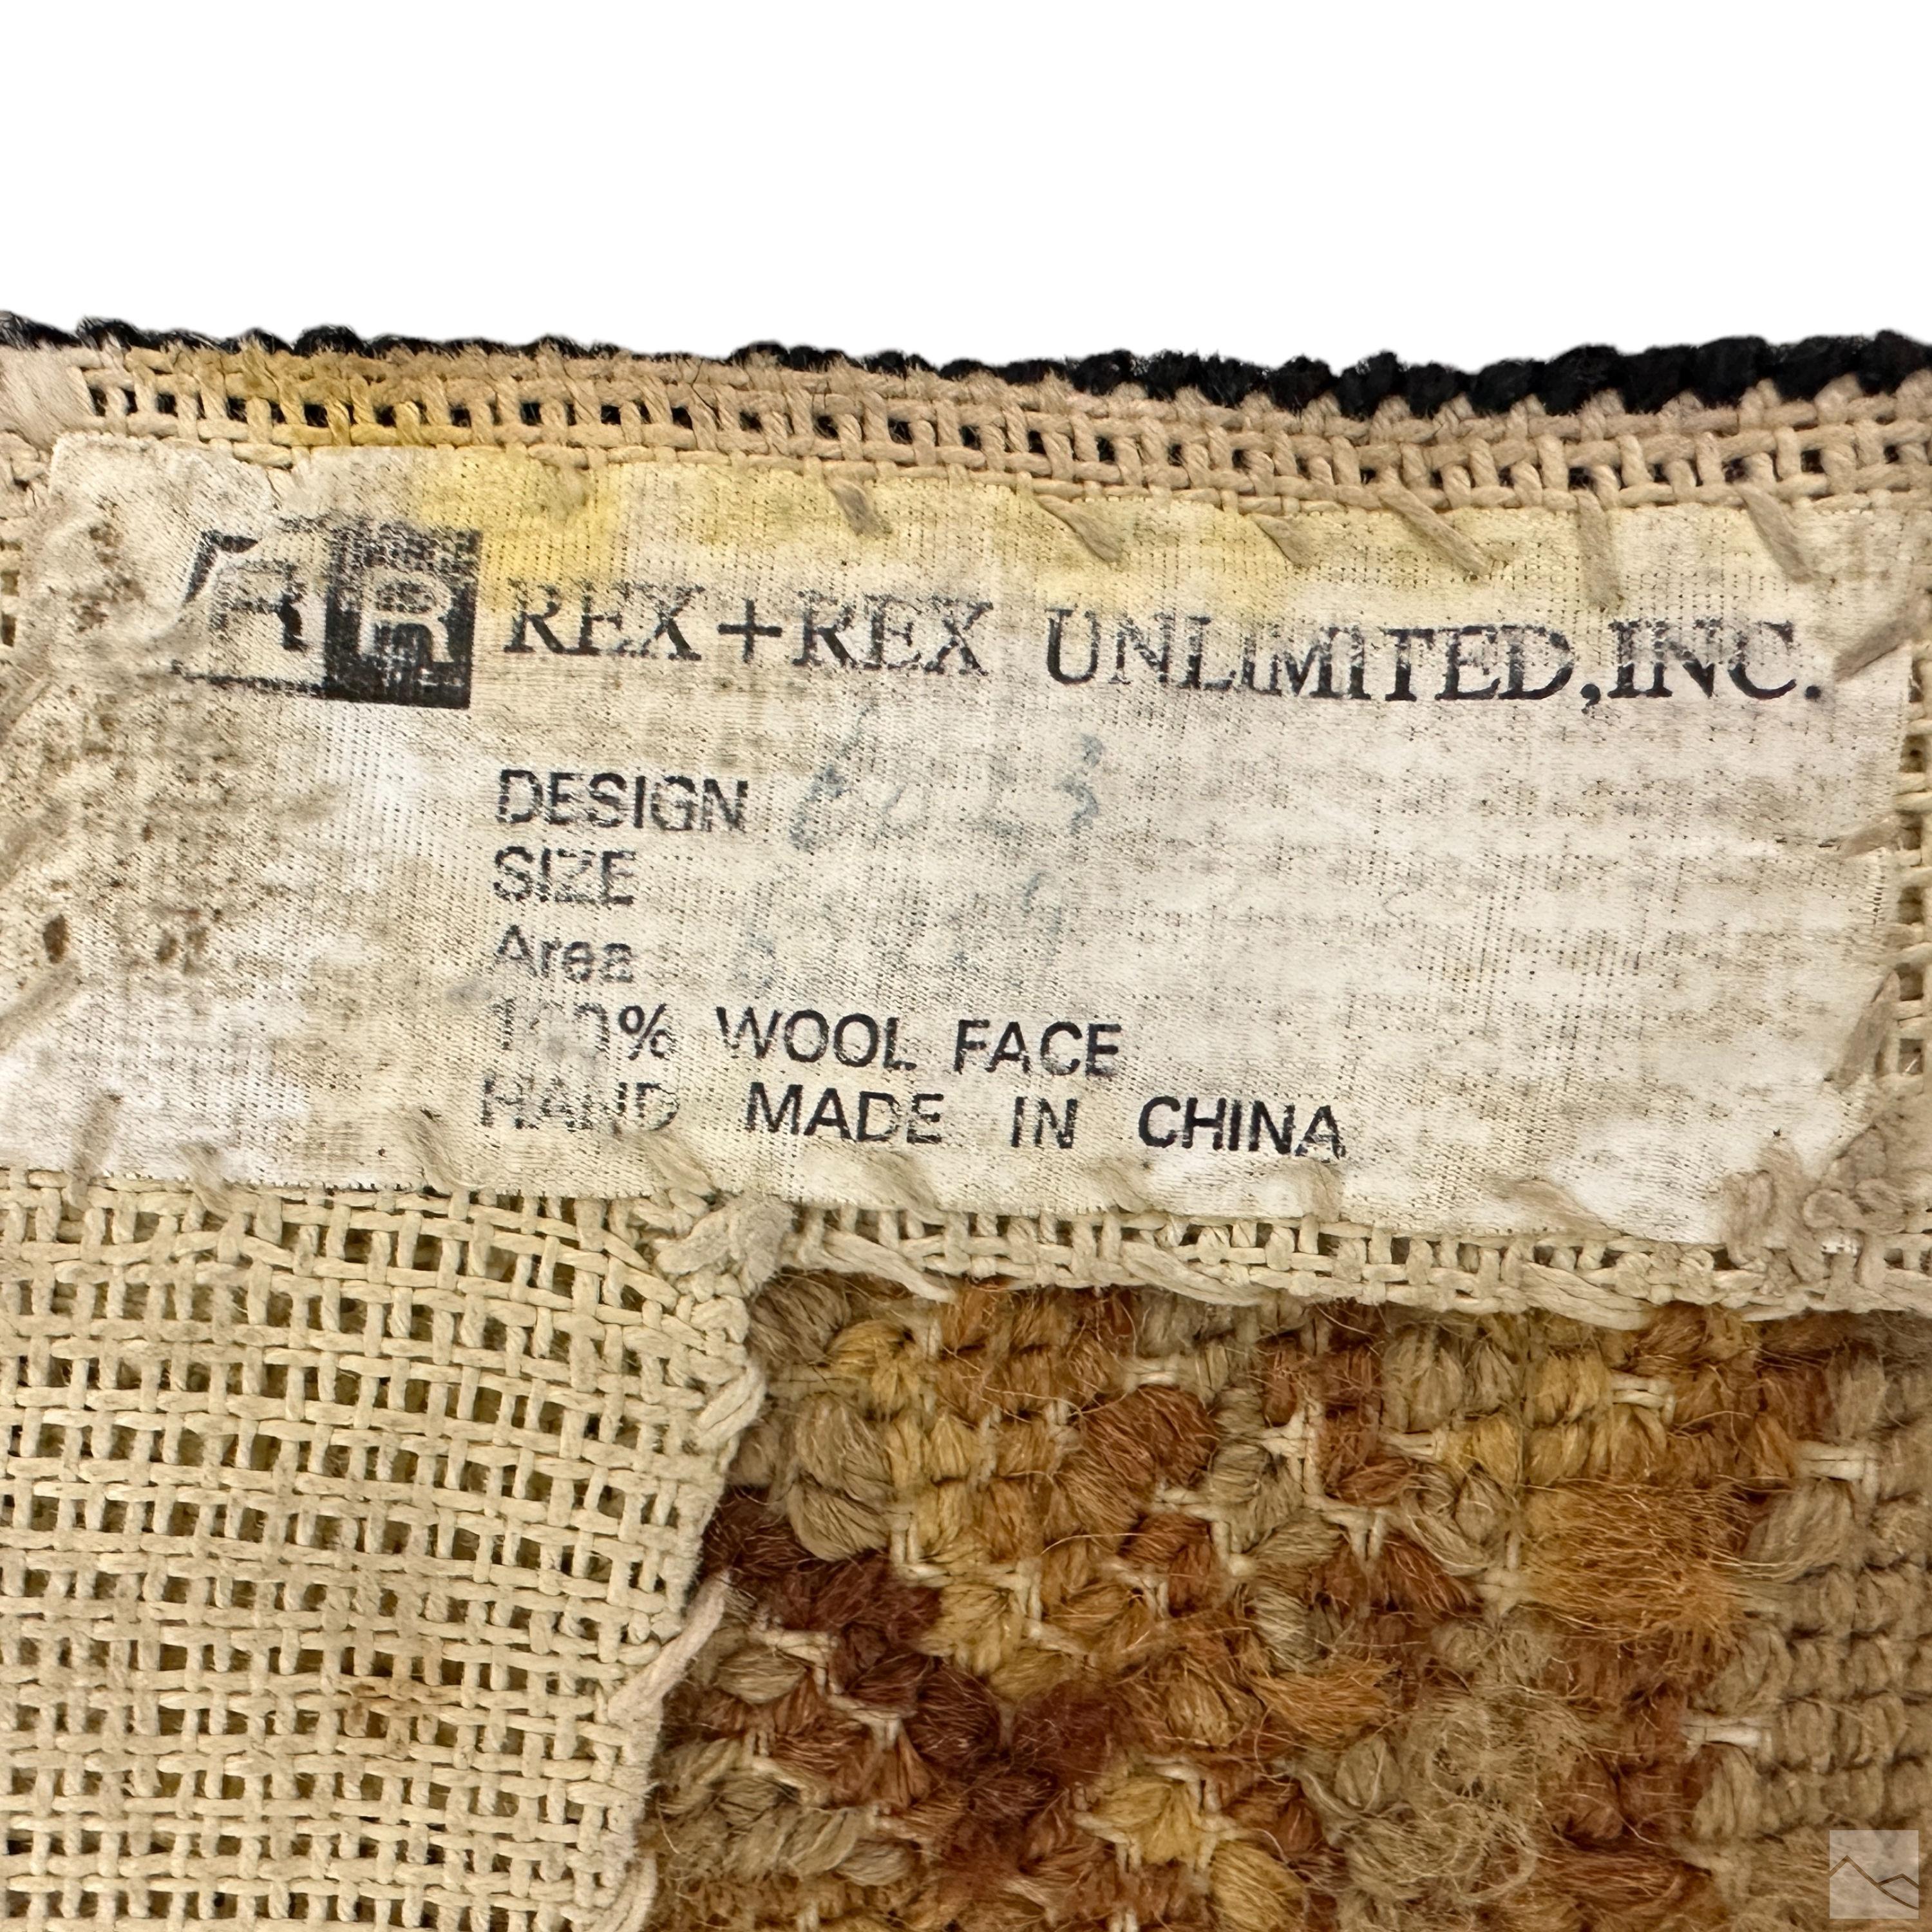 RR REX+REX UNLIMITED,INC.
DESIGN
SIZE
Area
100% WOOL FACE
HAND MADE IN CHINA